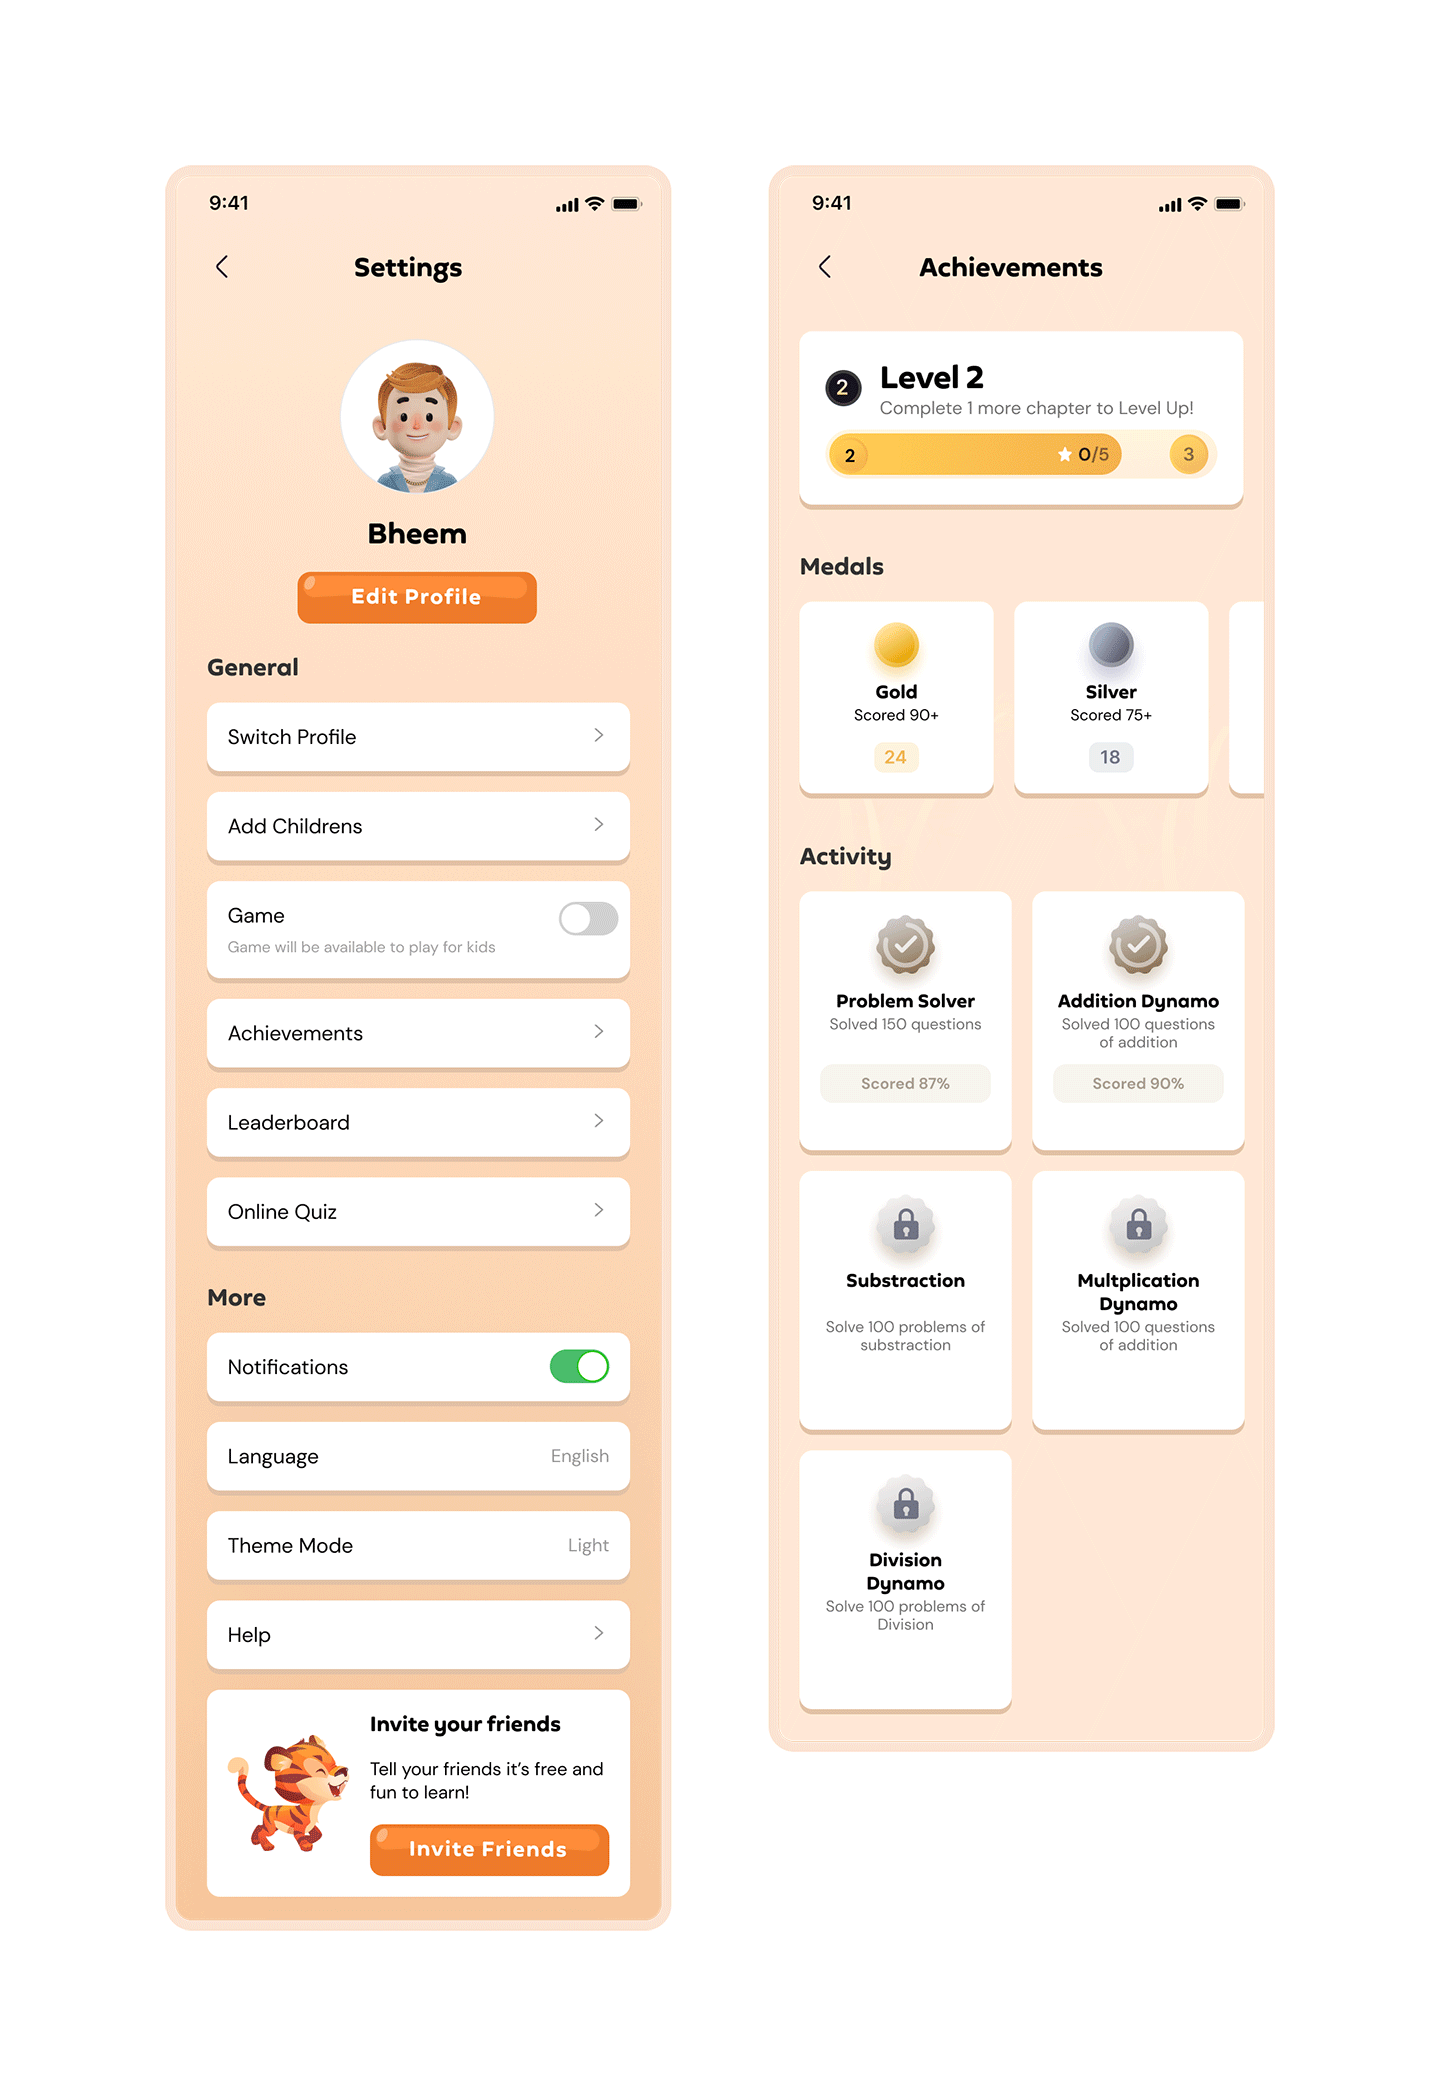 9:41
Settings
Bheem
Edit Profile
General
Switch Profile
Add Childrens
Game
Game will be available to play for kids
Achievements
Leaderboard
Online Quiz
More
Notifications
Language English
Theme Mode Light
Help
Invite your friends
Tell your friends it's free and
fun to learn!
Invite Friends
9:41
Achievements
2
Level 2
Complete 1 more chapter to Level Up!
2 0/5 3
Medals
Gold
Scored 90+
24
Silver
Scored 75+
18
Activity
Problem Solver
Solved 150 questions
Scored 87%
Addition Dynamo
Solved 100 questions
of addition
Scored 90%
Substraction
Solve 100 problems of
substraction
Multplication
Dynamo
Solved 100 questions
of addition
Division
Dynamo
Solve 100 problems of
Division